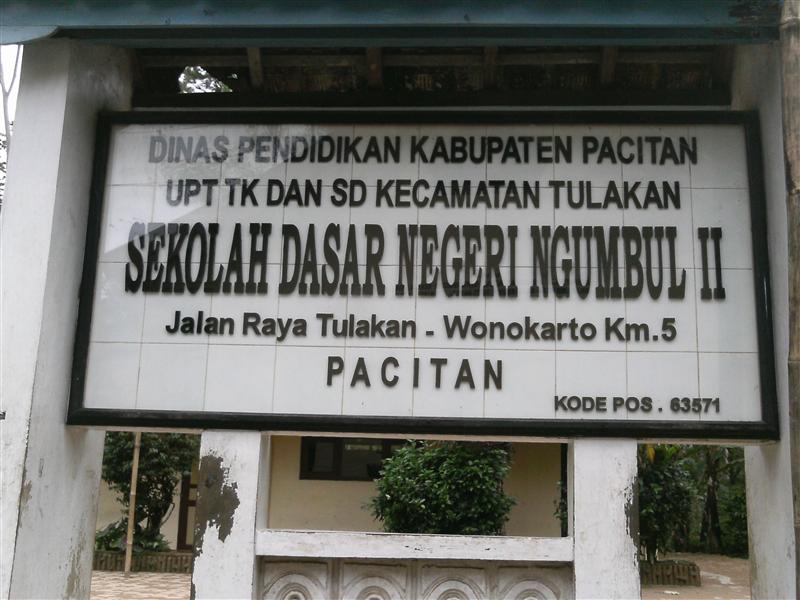 DINAS PENDIDIKAN KABUPATEN PACITAN
UPT TK DAN SD KECAMATAN TULAKAN
SEKOLAH DASAR NEGERI NGUMBUL II
Jalan Raya Tulakan - Wonokarto Km.5
PACITAN
KODE POS . 63571